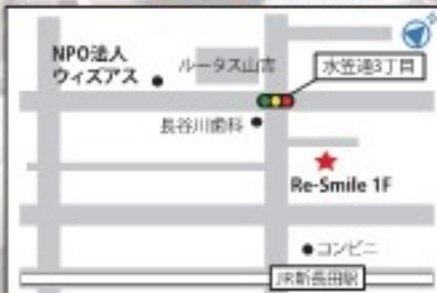 NPO法人
ウィズアス
ルータス山吉
水笠通3丁目
長谷川歯科
Re-Smile 1F
コンビニ
JR新長田駅